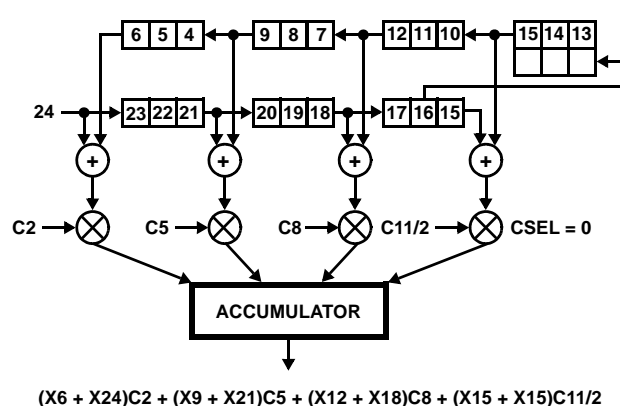 6 5 4 9 8 7 12 11 10 15 14 13
24 23 22 21 20 19 18 17 16 15
+ + + +
C2 C5 C8 C11/2 CSEL = 0
ACCUMULATOR
(X6 + X24)C2 + (X9 + X21)C5 + (X12 + X18)C8 + (X15 + X15)C11/2